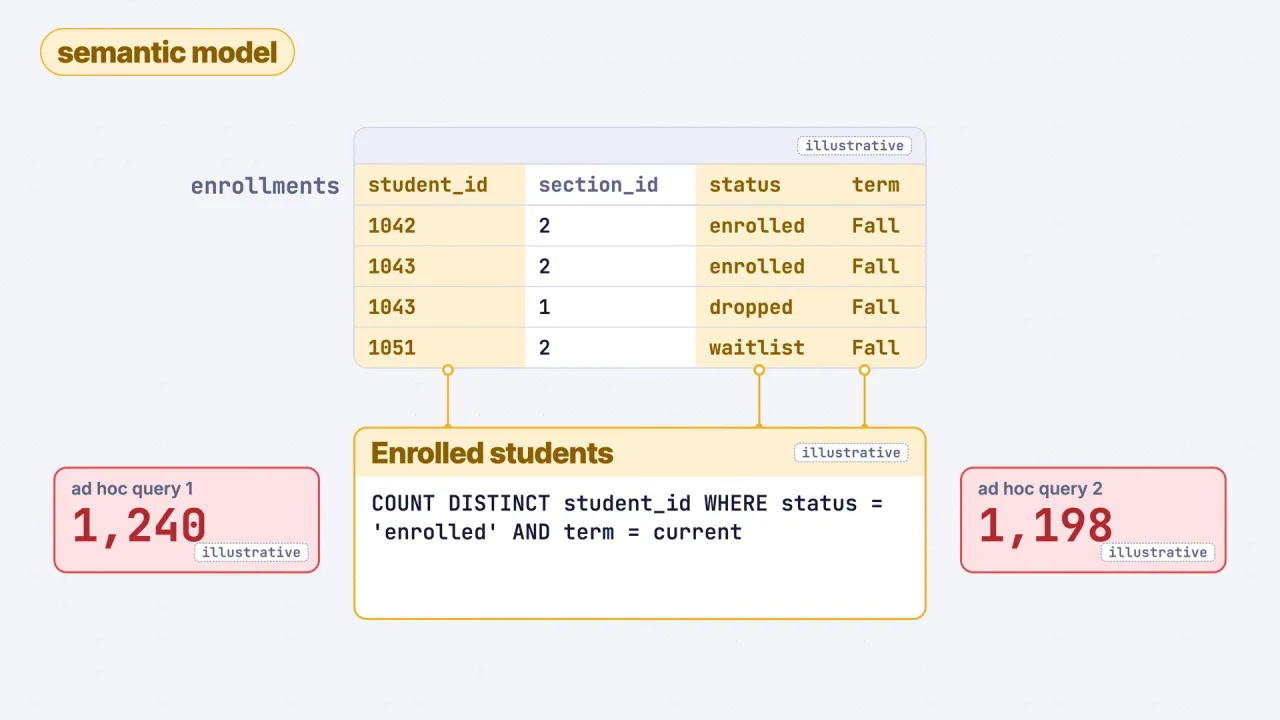 semantic model
illustrative
enrollments
student_id section_id status term
1042 2 enrolled Fall
1043 2 enrolled Fall
1043 1 dropped Fall
1051 2 waitlist Fall
Enrolled students
illustrative
COUNT DISTINCT student_id WHERE status =
'enrolled' AND term = current
ad hoc query 1
1,240
illustrative
ad hoc query 2
1,198
illustrative